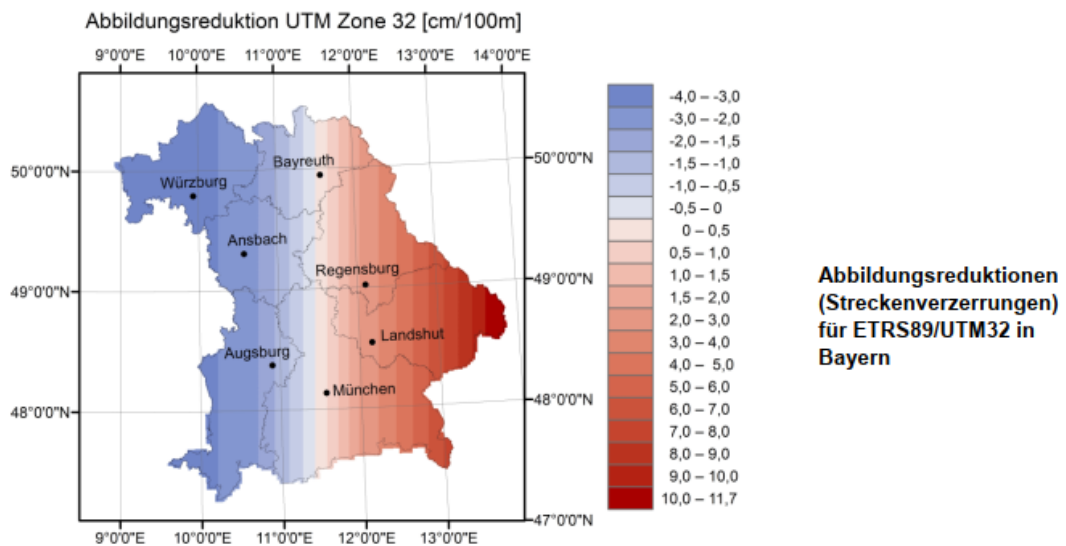 Abbildungsreduktion UTM Zone 32 [cm/100m]
9°0'0"E 10°0'0"E 11°0'0"E 12°0'0"E 13°0'0"E 14°0'0"E
50°0'0"N
49°0'0"N
48°0'0"N
Bayreuth
Würzburg
Ansbach
Regensburg
Landshut
Augsburg
München
50°0'0"N
49°0'0"N
48°0'0"N
47°0'0"N
9°0'0"E 10°0'0"E 11°0'0"E 12°0'0"E 13°0'0"E
-4,0 – -3,0
-3,0 – -2,0
-2,0 – -1,5
-1,5 – -1,0
-1,0 – -0,5
-0,5 – 0
0 – 0,5
0,5 – 1,0
1,0 – 1,5
1,5 – 2,0
2,0 – 3,0
3,0 – 4,0
4,0 – 5,0
5,0 – 6,0
6,0 – 7,0
7,0 – 8,0
8,0 – 9,0
9,0 – 10,0
10,0 – 11,7
Abbildungsreduktionen
(Streckenverzerrungen)
für ETRS89/UTM32 in
Bayern